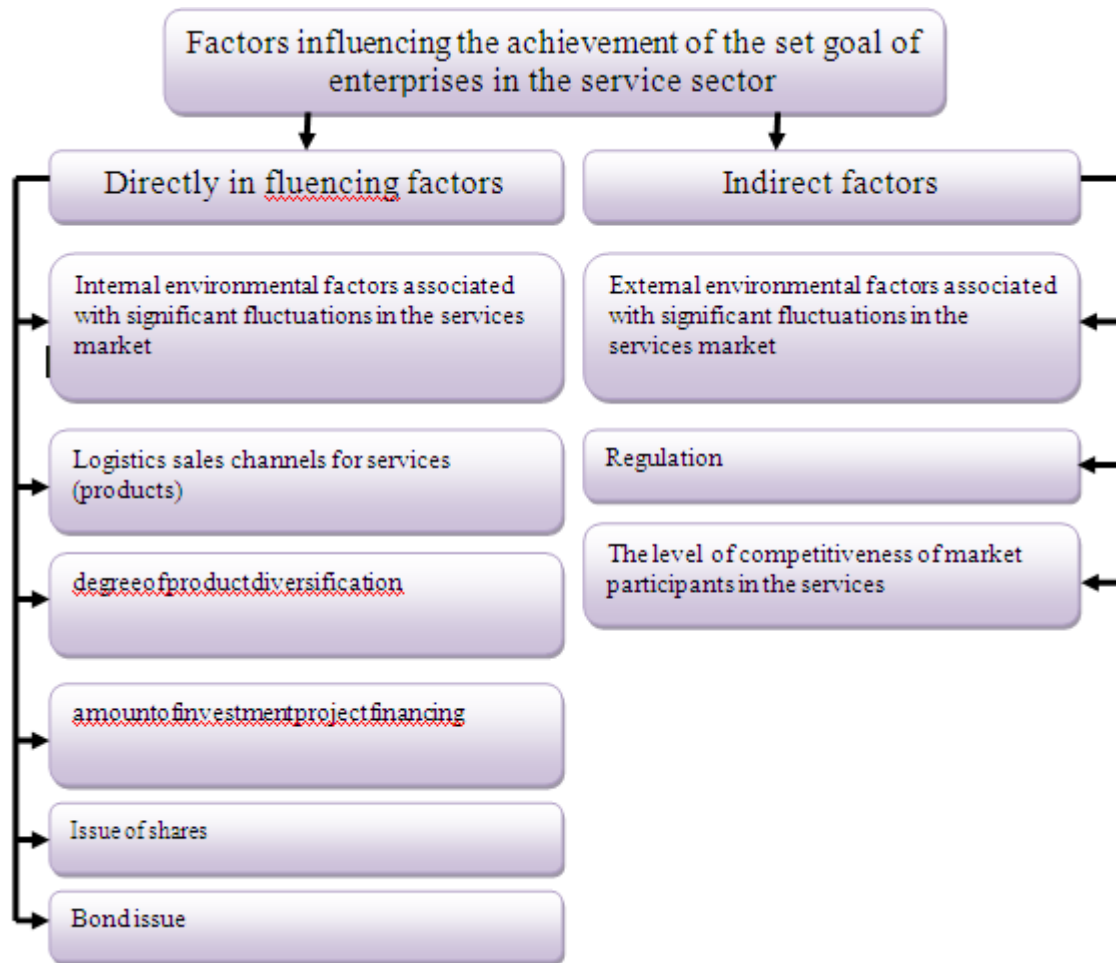 Factors influencing the achievement of the set goal of
enterprises in the service sector
Directly in fluencing factors
Indirect factors
Internal environmental factors associated
with significant fluctuations in the services
market
External environmental factors associated
with significant fluctuations in the
services market
Logistics sales channels for services
(products)
Regulation
degreeofproductdiversification
The level of competitiveness of market
participants in the services
amountofinvestmentprojectfinancing
Issue of shares
Bond issue